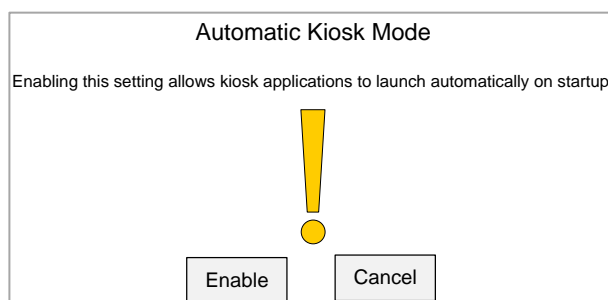 Automatic Kiosk Mode
Enabling this setting allows kiosk applications to launch automatically on startup
Enable
Cancel